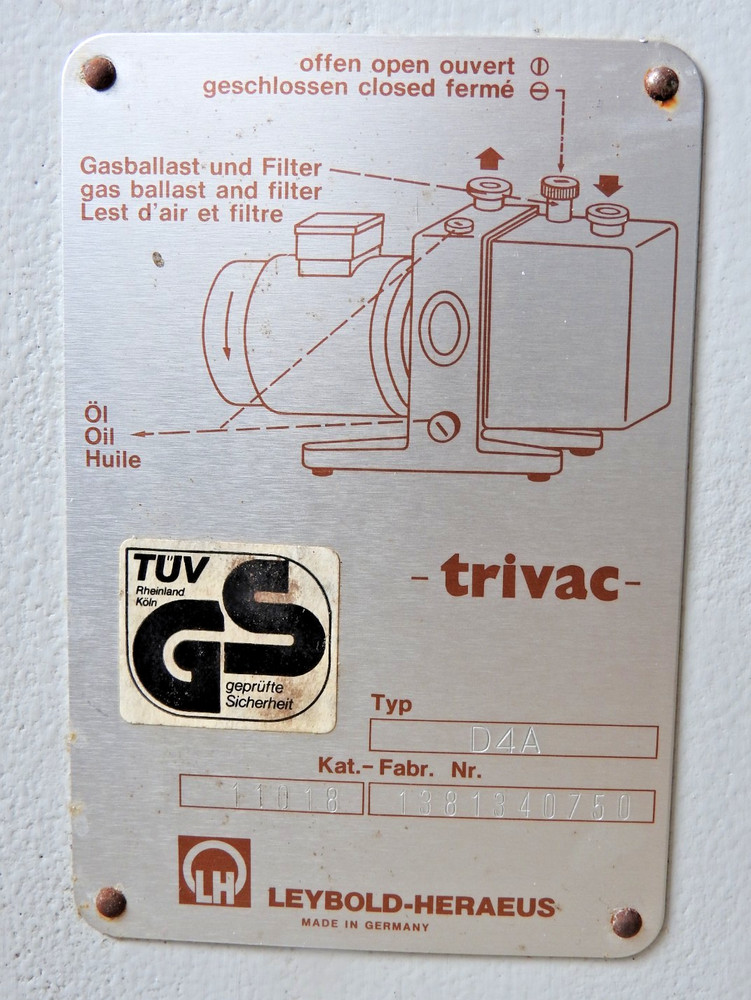 offen open ouvert
geschlossen closed fermé
Gasballast und Filter
gas ballast and filter
Lest d'air et filtre
Öl
Oil
Huile
TÜV
Rheinland
Köln
GS
geprüfte
Sicherheit
- trivac -
Typ
D4A
Kat.- Fabr. Nr.
11018 1381340750
LH
LEYBOLD-HERAEUS
MADE IN GERMANY